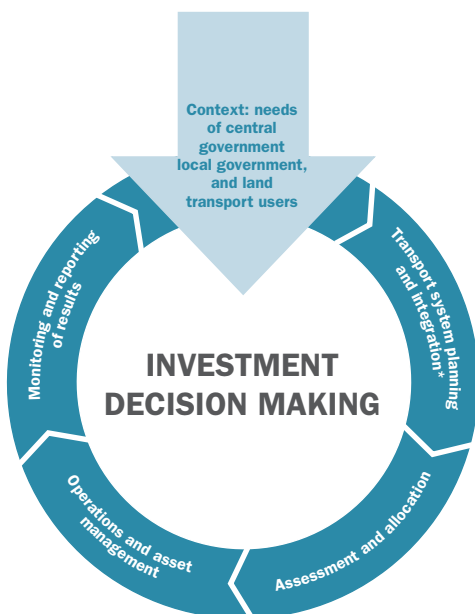 Context: needs
of central
government
local government,
and land
transport users
Transport system planning
and integration*
Assessment and allocation
Operations and asset
management
Monitoring and reporting
of results
INVESTMENT
DECISION MAKING